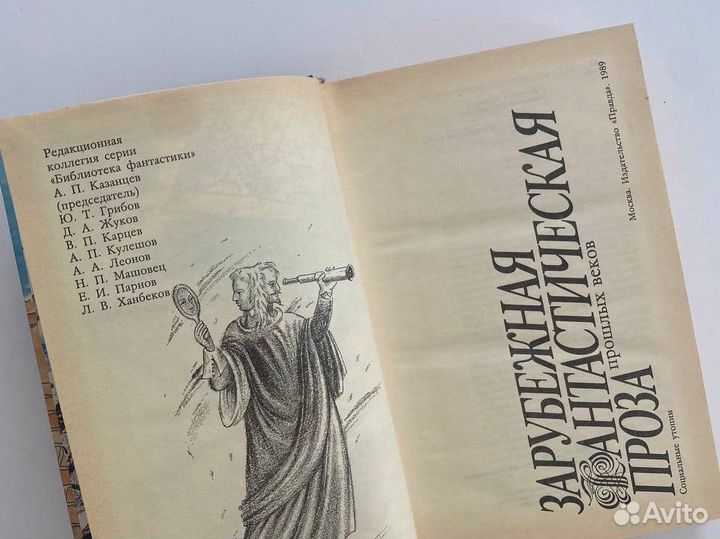 Редакционная
коллегия серии
«Библиотека фантастики»
А. П. Казанцев
(председатель)
Ю. Т. Грибов
Д. А. Жуков
В. П. Карцев
А. П. Кулешов
А. А. Леонов
Н. П. Машовец
Е. И. Парнов
Л. В. Ханбеков
ЗАРУБЕЖНАЯ
ФАНТАСТИЧЕСКАЯ
прошлых веков
ПРОЗА
Социальные утопии
Москва. Издательство «Правда». 1989
Avito